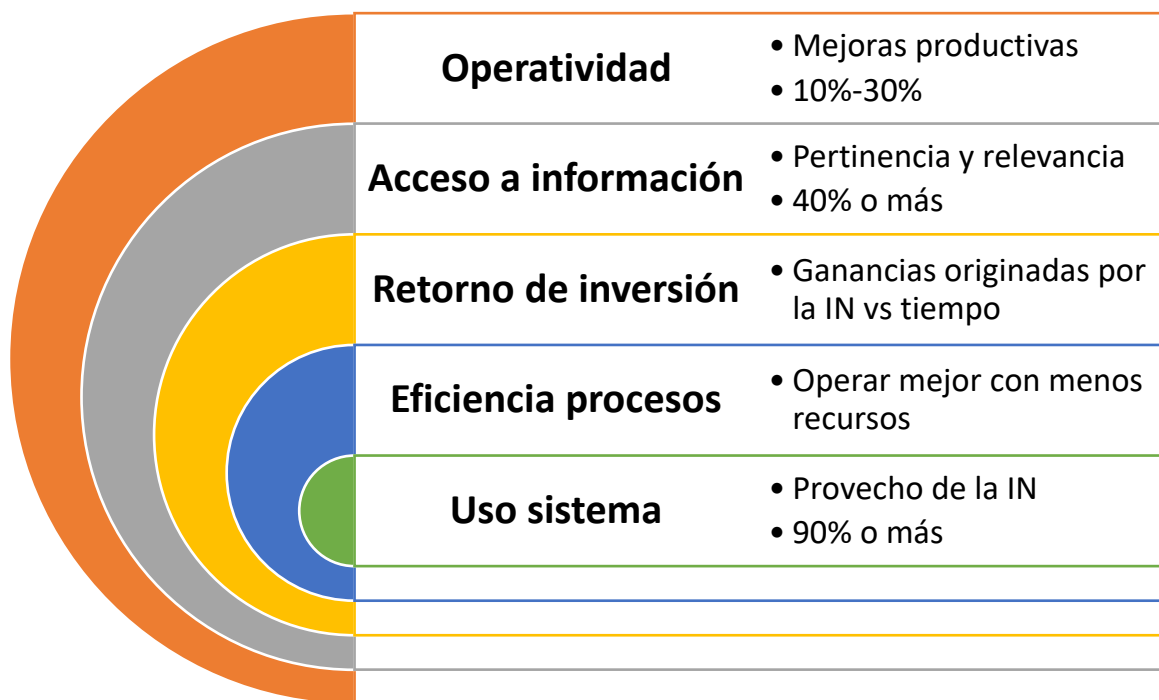 Operatividad
• Mejoras productivas
• 10%-30%
Acceso a información
• Pertinencia y relevancia
• 40% o más
Retorno de inversión
• Ganancias originadas por
la IN vs tiempo
Eficiencia procesos
• Operar mejor con menos
recursos
Uso sistema
• Provecho de la IN
• 90% o más